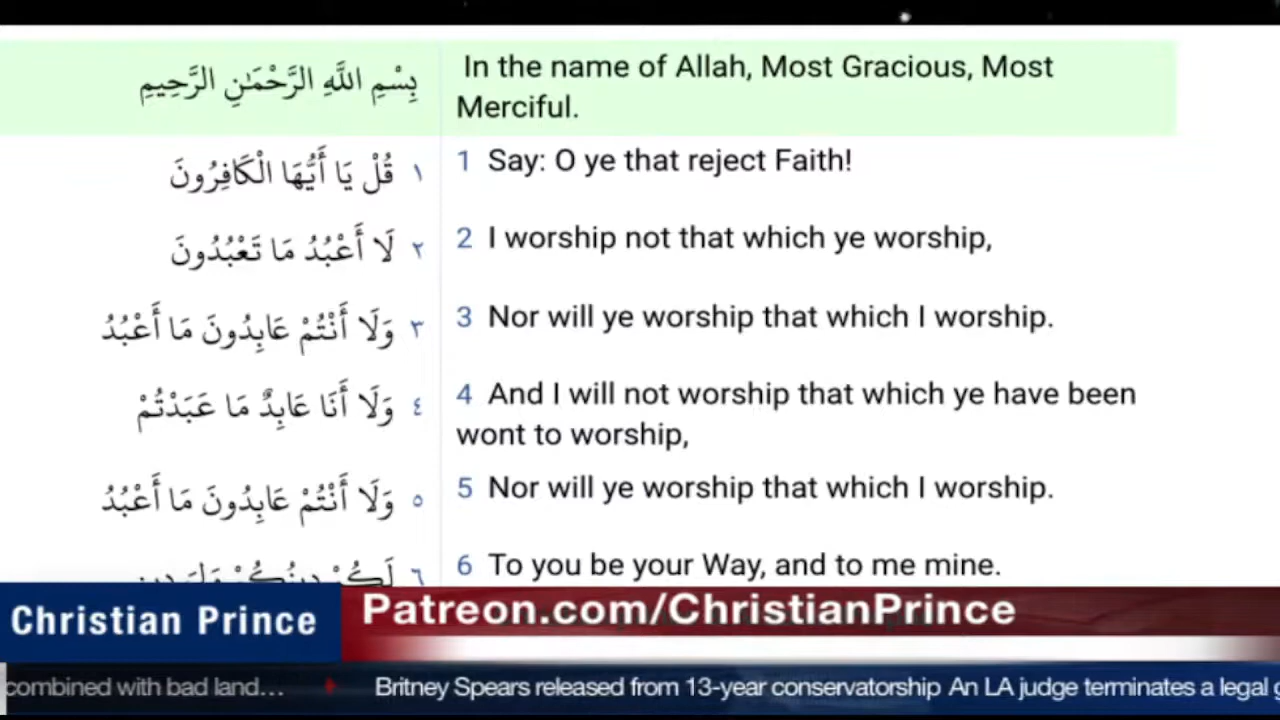 بِسْمِ اللَّهِ الرَّحْمَٰنِ الرَّحِيمِ
In the name of Allah, Most Gracious, Most
Merciful.
١ قُلْ يَا أَيُّهَا الْكَافِرُونَ
1 Say: O ye that reject Faith!
٢ لَا أَعْبُدُ مَا تَعْبُدُونَ
2 I worship not that which ye worship,
٣ وَلَا أَنْتُمْ عَابِدُونَ مَا أَعْبُدُ
3 Nor will ye worship that which I worship.
٤ وَلَا أَنَا عَابِدٌ مَا عَبَدْتُمْ
4 And I will not worship that which ye have been
wont to worship,
٥ وَلَا أَنْتُمْ عَابِدُونَ مَا أَعْبُدُ
5 Nor will ye worship that which I worship.
٦ لَكُمْ دِينُكُمْ وَلِيَ دِينِ
6 To you be your Way, and to me mine.
Christian Prince
Patreon.com/ChristianPrince
combined with bad land... Britney Spears released from 13-year conservatorship An LA judge terminates a legal g